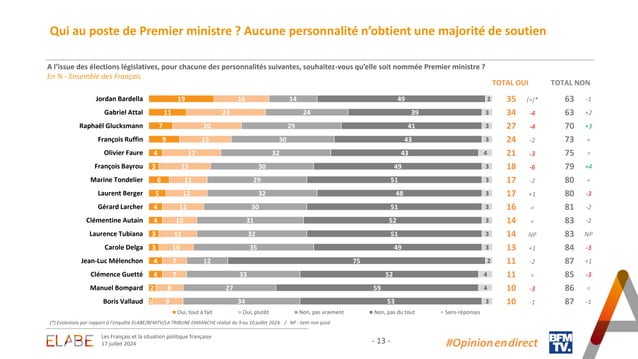 Qui au poste de Premier ministre ? Aucune personnalité n'obtient une majorité de soutien
A l'issue des élections législatives, pour chacune des personnalités suivantes, souhaitez-vous qu'elle soit nommée Premier ministre ?
En % - Ensemble des Français
TOTAL OUI TOTAL NON
Jordan Bardella 19 16 14 49 2 35 (=)* 63 -1
Gabriel Attal 11 23 24 39 3 34 -4 63 +2
Raphaël Glucksmann 7 20 29 41 3 27 -4 70 +3
François Ruffin 9 15 30 43 3 24 -2 73 =
Olivier Faure 4 17 32 43 4 21 -3 75 =
François Bayrou 3 15 30 49 3 18 -6 79 +4
Marine Tondelier 6 11 29 51 3 17 -2 80 =
Laurent Berger 5 12 32 48 3 17 +1 80 -3
Gérard Larcher 4 12 30 51 3 16 = 81 -2
Clémentine Autain 4 10 31 52 3 14 = 83 -2
Laurence Tubiana 3 11 32 51 3 14 NP 83 NP
Carole Delga 3 10 35 49 3 13 +1 84 -3
Jean-Luc Mélenchon 4 7 12 75 2 11 -2 87 +1
Clémence Guetté 4 7 33 52 4 11 = 85 -3
Manuel Bompard 2 8 27 59 4 10 -3 86 =
Boris Vallaud 1 9 34 53 3 10 -1 87 -1
Oui, tout à fait Oui, plutôt Non, pas vraiment Non, pas du tout Sans-réponses
(*) Evolutions par rapport à l'enquête ELABE/BFMTV/LA TRIBUNE DIMANCHE réalisé du 9 au 10 juillet 2024. / NP : item non posé
ELABE
Les Français et la situation politique française
17 juillet 2024
- 13 -
#Opinionendirect
BFM
TV.